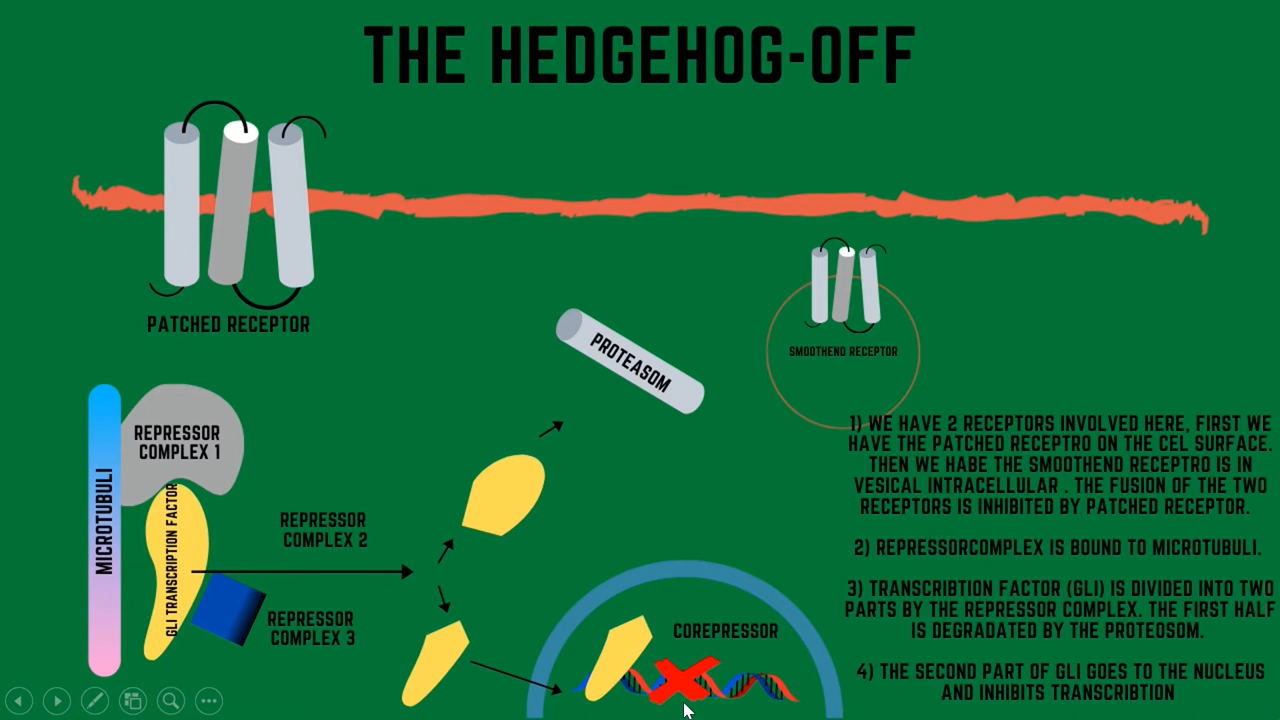 THE HEDGEHOG-OFF
PATCHED RECEPTOR
PROTEASOM
SMOOTHEND RECEPTOR
MICROTUBULI
REPRESSOR
COMPLEX 1
GLI TRANSCRIPTION FACTOR
REPRESSOR
COMPLEX 2
REPRESSOR
COMPLEX 3
COREPRESSOR
1) WE HAVE 2 RECEPTORS INVOLVED HERE, FIRST WE
HAVE THE PATCHED RECEPTRO ON THE CEL SURFACE.
THEN WE HABE THE SMOOTHEND RECEPTRO IS IN
VESICAL INTRACELLULAR . THE FUSION OF THE TWO
RECEPTORS IS INHIBITED BY PATCHED RECEPTOR.
2) REPRESSORCOMPLEX IS BOUND TO MICROTUBULI.
3) TRANSCRIBTION FACTOR (GLI) IS DIVIDED INTO TWO
PARTS BY THE REPRESSOR COMPLEX. THE FIRST HALF
IS DEGRADATED BY THE PROTEOSOM.
4) THE SECOND PART OF GLI GOES TO THE NUCLEUS
AND INHIBITS TRANSCRIBTION